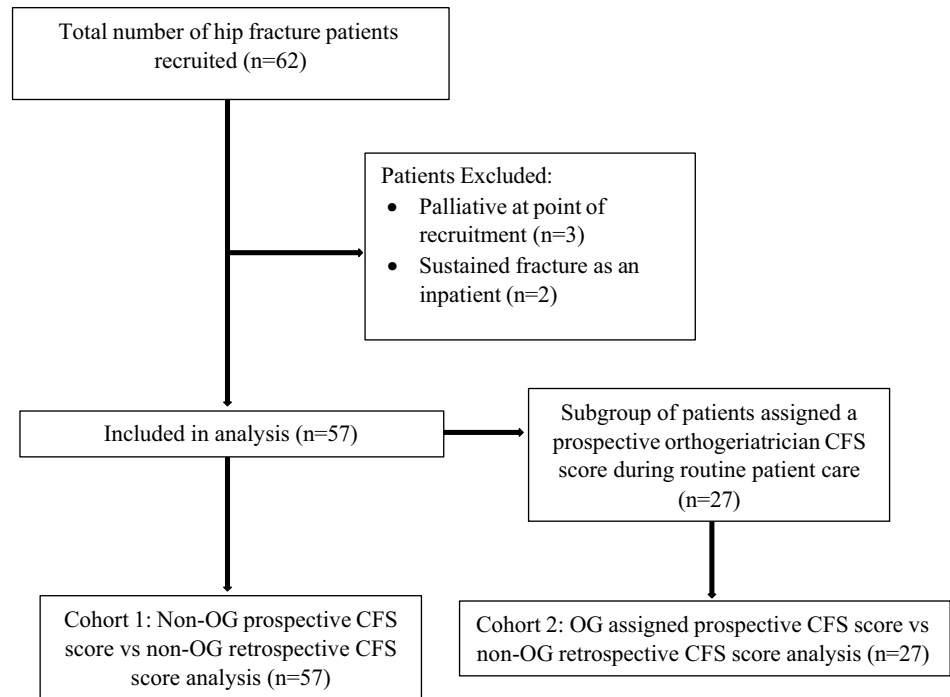 Total number of hip fracture patients
recruited (n=62)
Patients Excluded:
• Palliative at point of
recruitment (n=3)
• Sustained fracture as an
inpatient (n=2)
Included in analysis (n=57)
Subgroup of patients assigned a
prospective orthogeriatrician CFS
score during routine patient care
(n=27)
Cohort 1: Non-OG prospective CFS
score vs non-OG retrospective CFS
score analysis (n=57)
Cohort 2: OG assigned prospective CFS score vs
non-OG retrospective CFS score analysis (n=27)